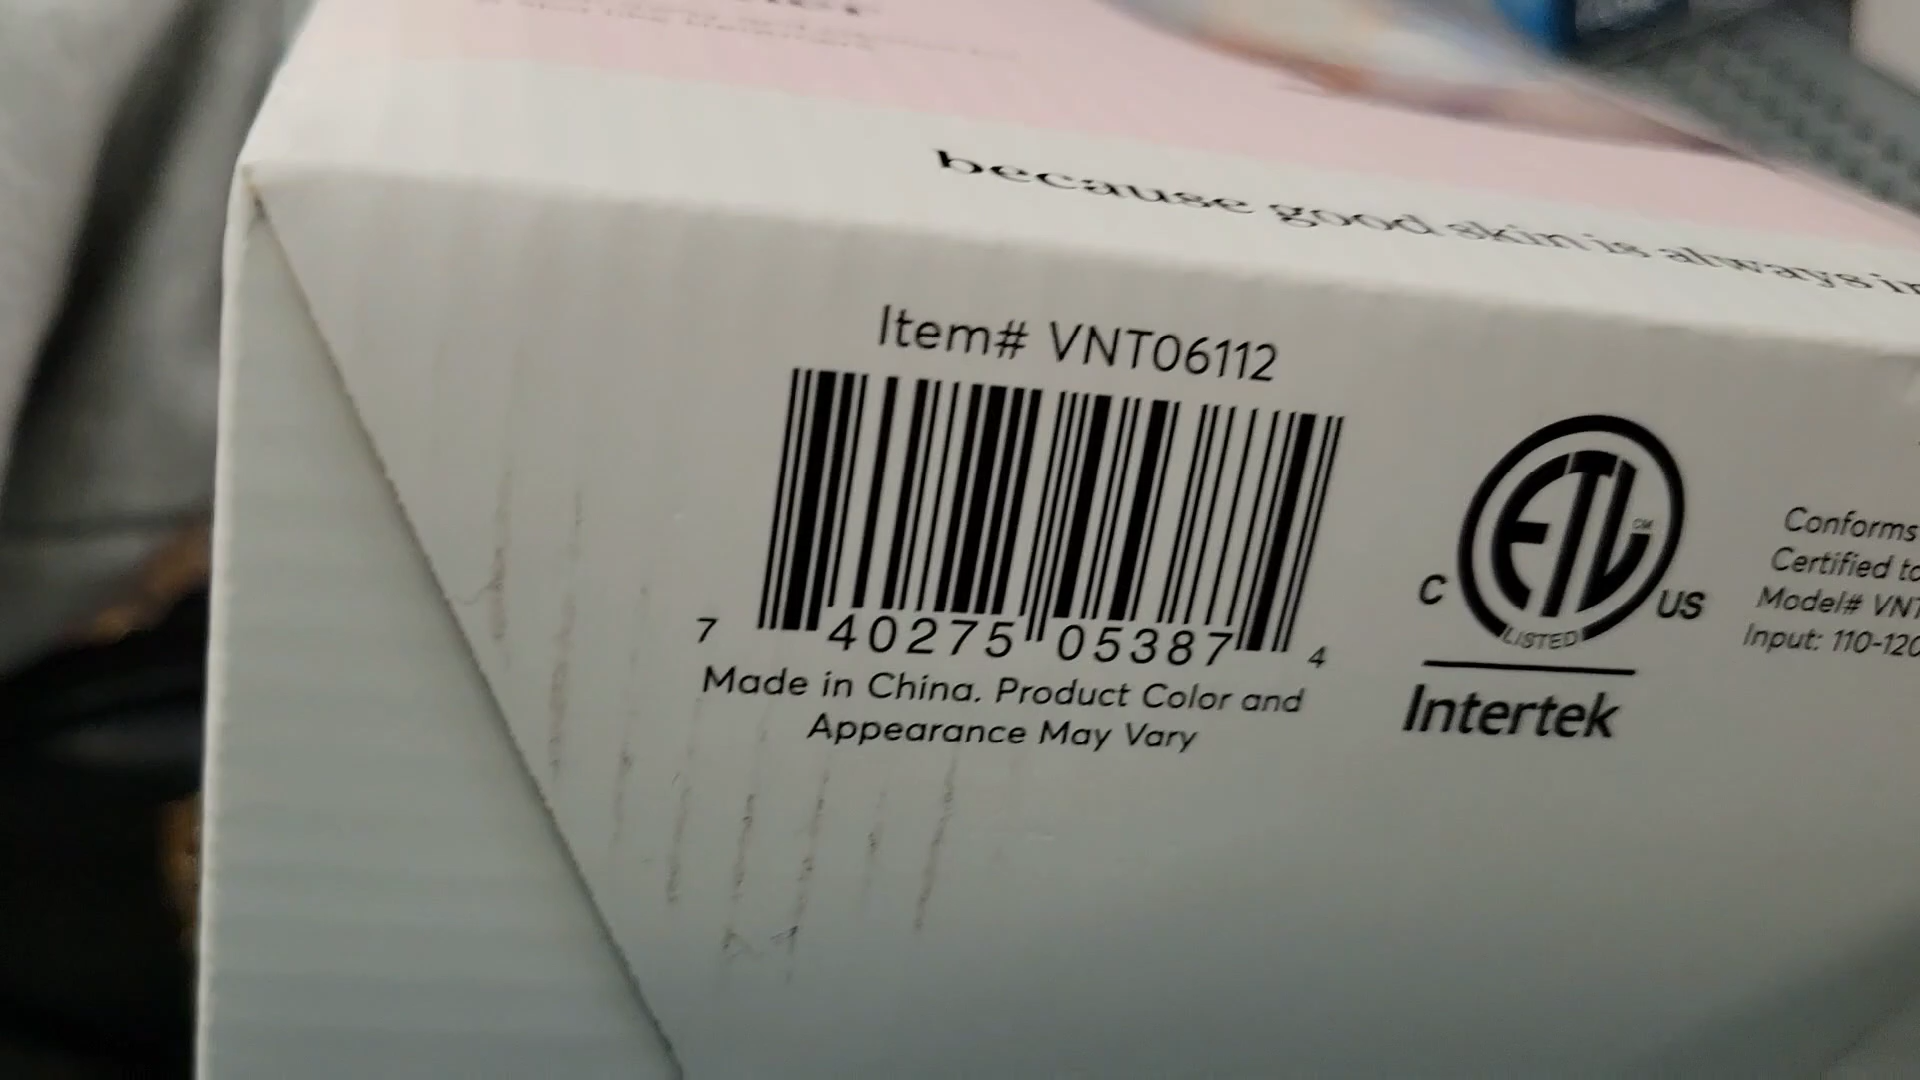 because good skin is always in
Item# VNT06112
7 40275 05387 4
Made in China. Product Color and
Appearance May Vary
ETL CM
C LISTED US
Intertek
Conforms
Certified to
Model# VNT
Input: 110-120